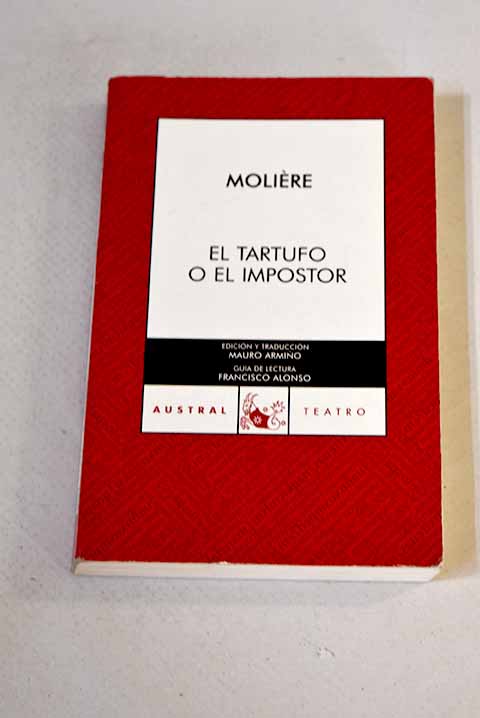 MOLIÈRE
EL TARTUFO
O EL IMPOSTOR
EDICIÓN Y TRADUCCIÓN
MAURO ARMIÑO
GUÍA DE LECTURA
FRANCISCO ALONSO
AUSTRAL TEATRO